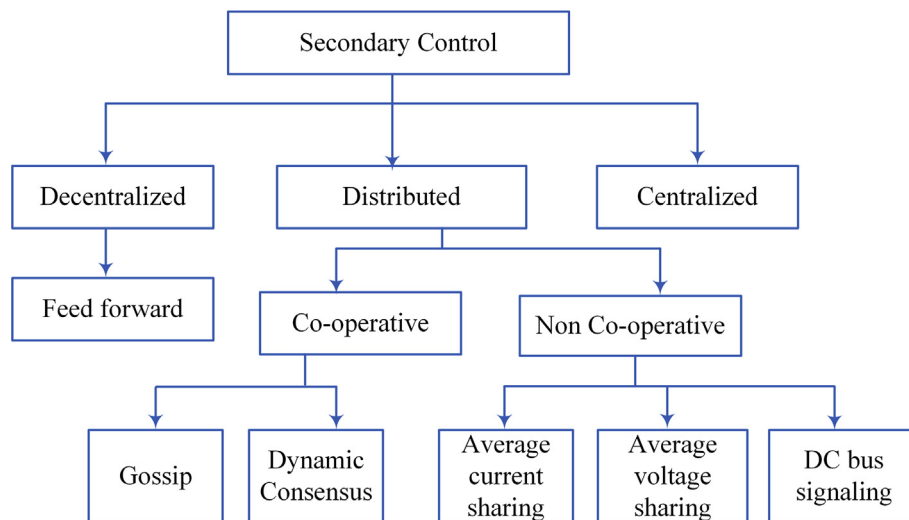 Secondary Control
Decentralized
Distributed
Centralized
Feed forward
Co-operative
Non Co-operative
Gossip
Dynamic
Consensus
Average
current
sharing
Average
voltage
sharing
DC bus
signaling